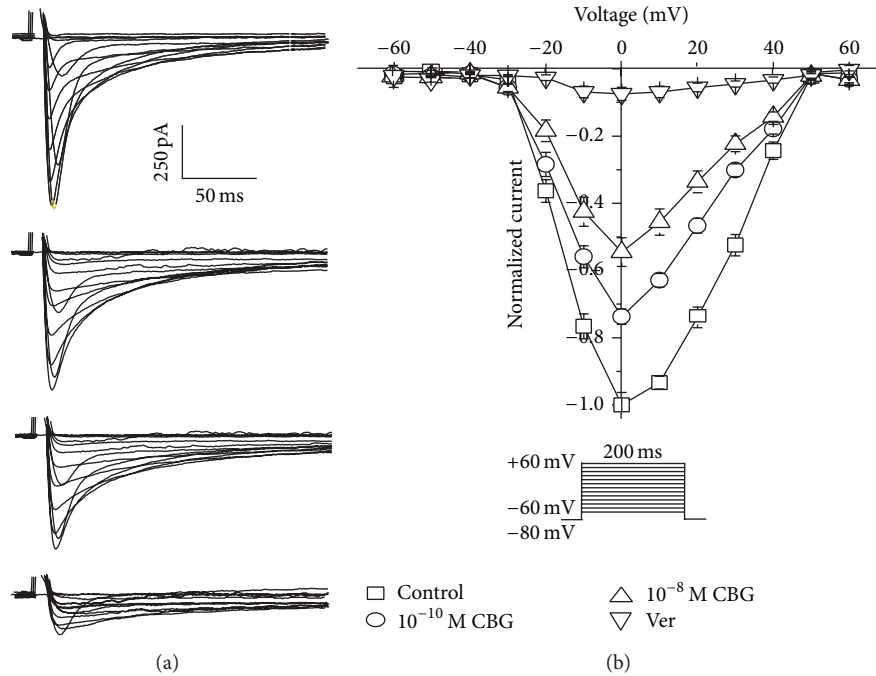 250 pA
50 ms
(a)
Voltage (mV)
−60
−40
−20
0
20
40
60
−0.2
−0.4
−0.6
−0.8
−1.0
Normalized current
200 ms
+60 mV
−60 mV
−80 mV
Control
10⁻¹⁰ M CBG
10⁻⁸ M CBG
Ver
(b)